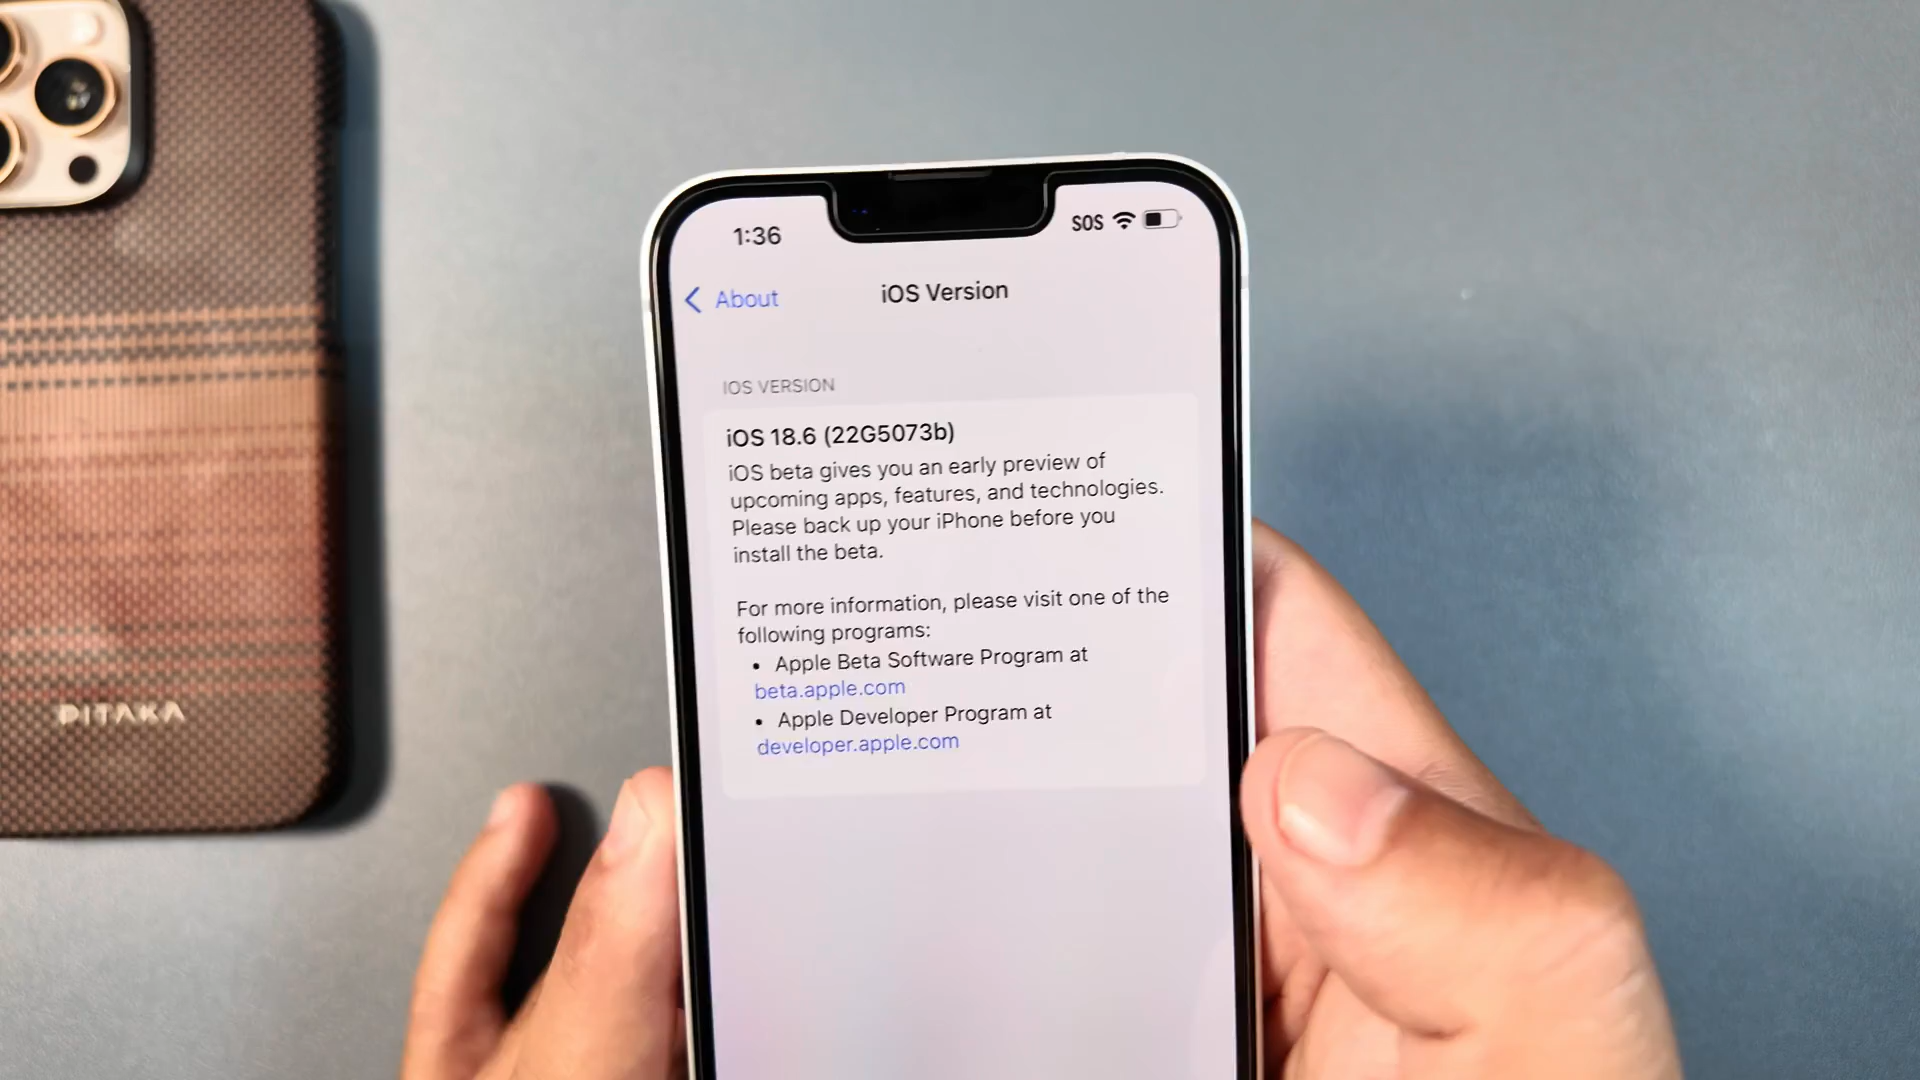 1:36
SOS
About
iOS Version
IOS VERSION
iOS 18.6 (22G5073b)
iOS beta gives you an early preview of
upcoming apps, features, and technologies.
Please back up your iPhone before you
install the beta.
For more information, please visit one of the
following programs:
• Apple Beta Software Program at
beta.apple.com
• Apple Developer Program at
developer.apple.com
PITAKA